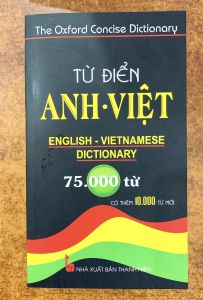 The Oxford Concise Dictionary
TỪ ĐIỂN
ANH·VIỆT
ENGLISH - VIETNAMESE
DICTIONARY
75.000 từ
CÓ THÊM 10.000 TỪ MỚI
NHÀ XUẤT BẢN THANH NIÊN